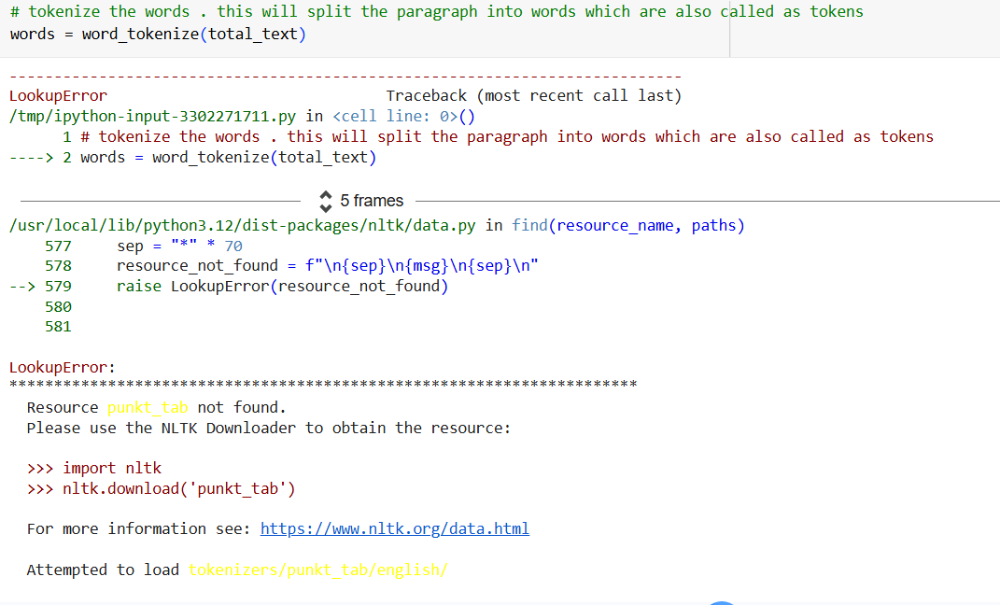 # tokenize the words . this will split the paragraph into words which are also called as tokens
words = word_tokenize(total_text)
---------------------------------------------------------------------------
LookupError                               Traceback (most recent call last)
/tmp/ipython-input-3302271711.py in <cell line: 0>()
      1 # tokenize the words . this will split the paragraph into words which are also called as tokens
----> 2 words = word_tokenize(total_text)
5 frames
/usr/local/lib/python3.12/dist-packages/nltk/data.py in find(resource_name, paths)
    577     sep = "*" * 70
    578     resource_not_found = f"\n{sep}\n{msg}\n{sep}\n"
--> 579     raise LookupError(resource_not_found)
    580
    581
LookupError:
**********************************************************************
  Resource punkt_tab not found.
  Please use the NLTK Downloader to obtain the resource:
  >>> import nltk
  >>> nltk.download('punkt_tab')
  For more information see: https://www.nltk.org/data.html
  Attempted to load tokenizers/punkt_tab/english/